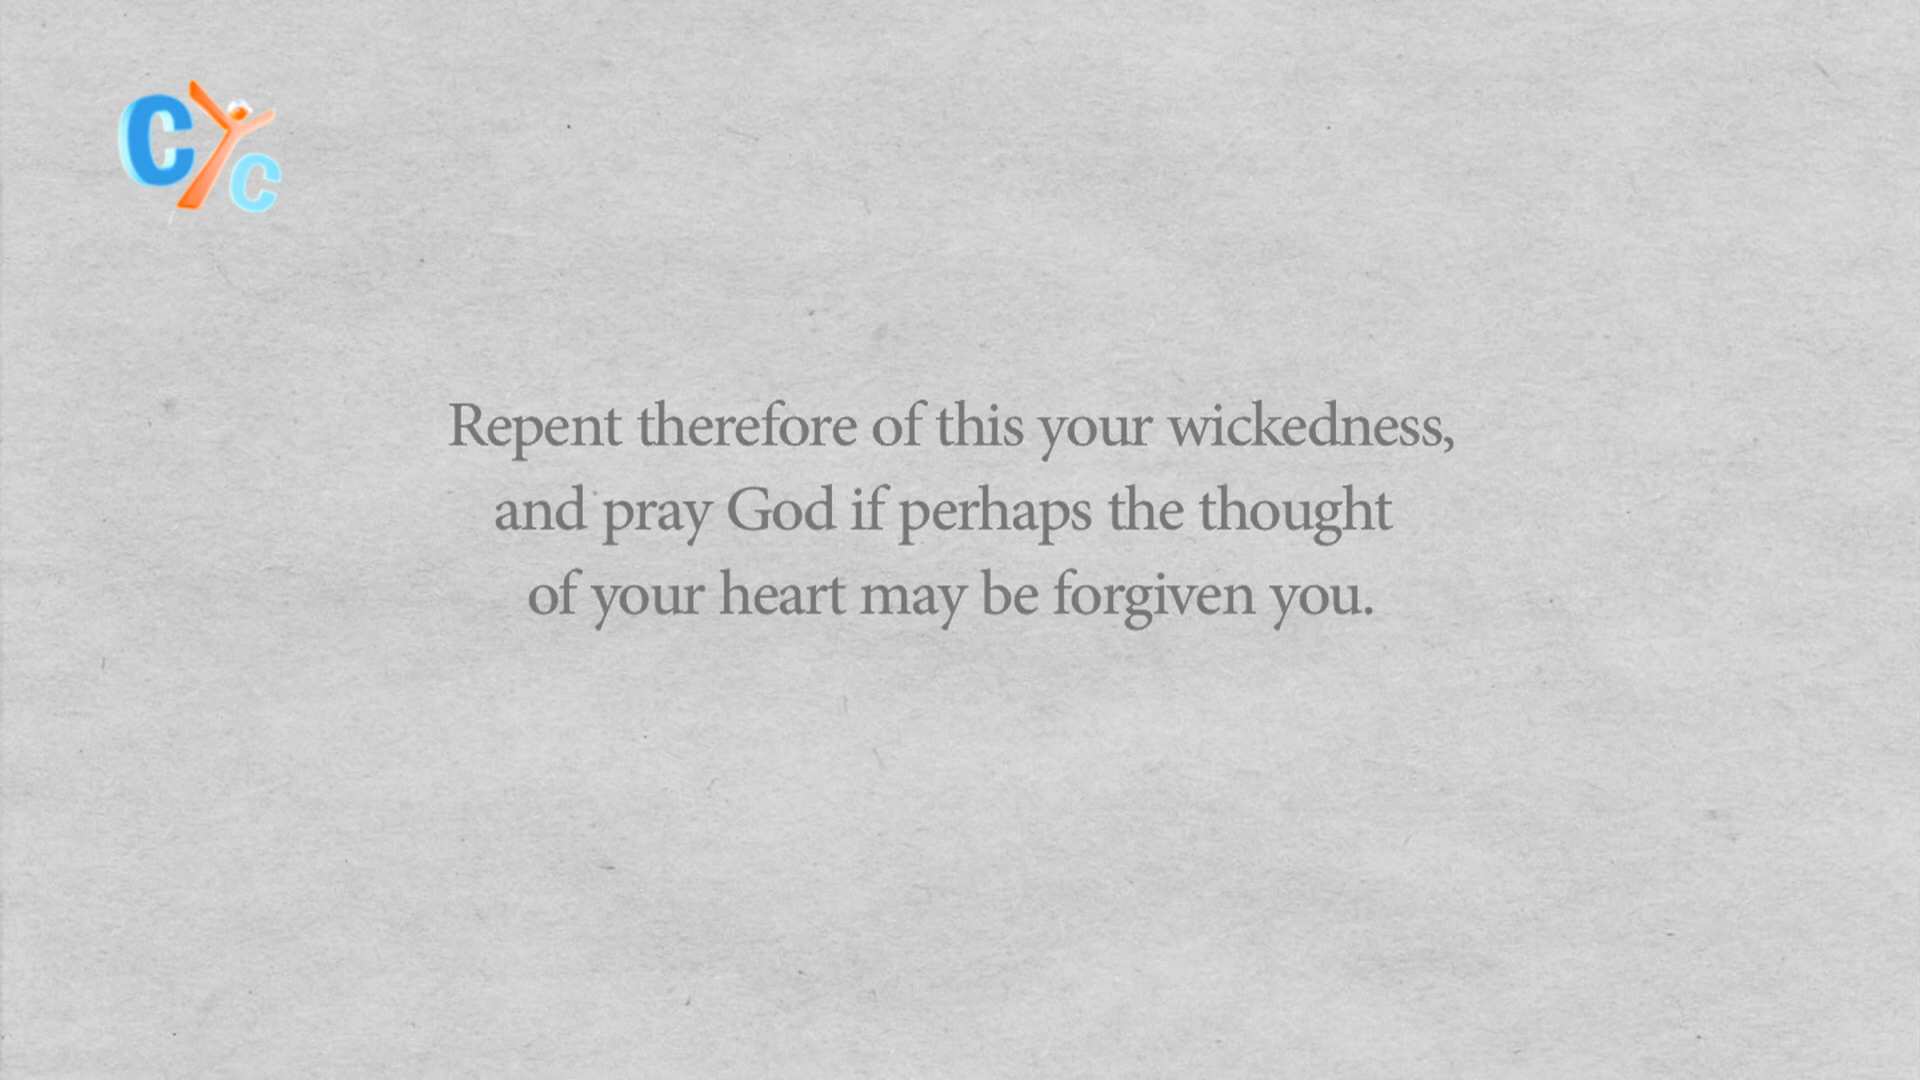 CYC
Repent therefore of this your wickedness,
and pray God if perhaps the thought
of your heart may be forgiven you.